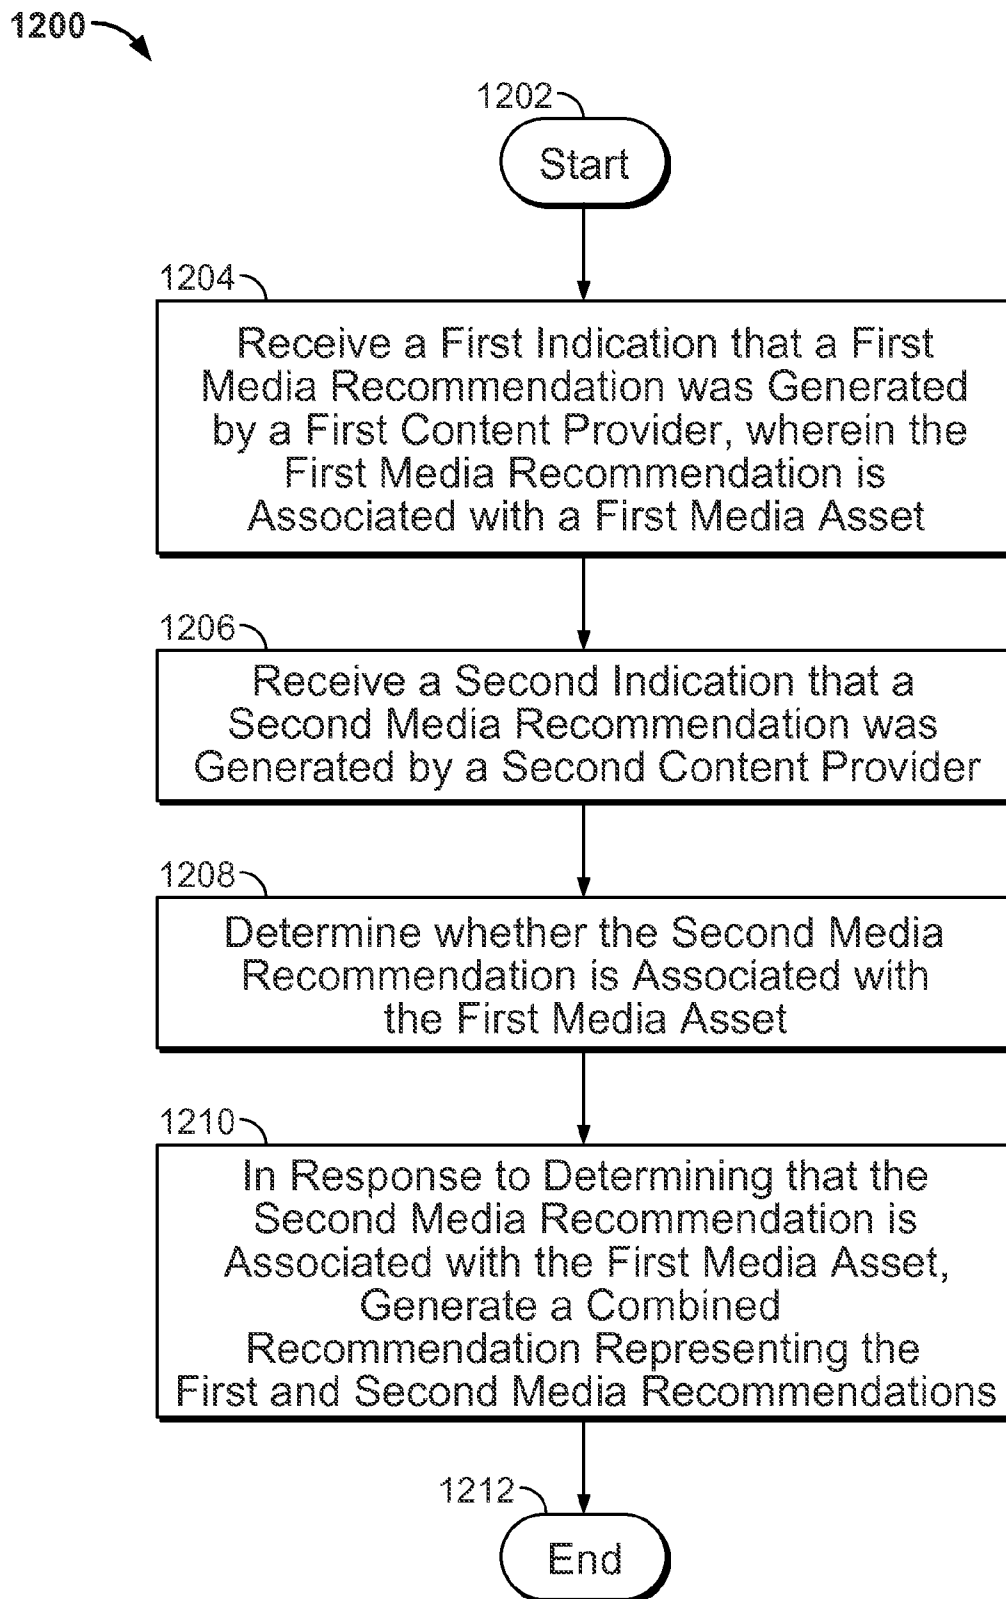 1200
1202
Start
1204
Receive a First Indication that a First
Media Recommendation was Generated
by a First Content Provider, wherein the
First Media Recommendation is
Associated with a First Media Asset
1206
Receive a Second Indication that a
Second Media Recommendation was
Generated by a Second Content Provider
1208
Determine whether the Second Media
Recommendation is Associated with
the First Media Asset
1210
In Response to Determining that the
Second Media Recommendation is
Associated with the First Media Asset,
Generate a Combined
Recommendation Representing the
First and Second Media Recommendations
1212
End